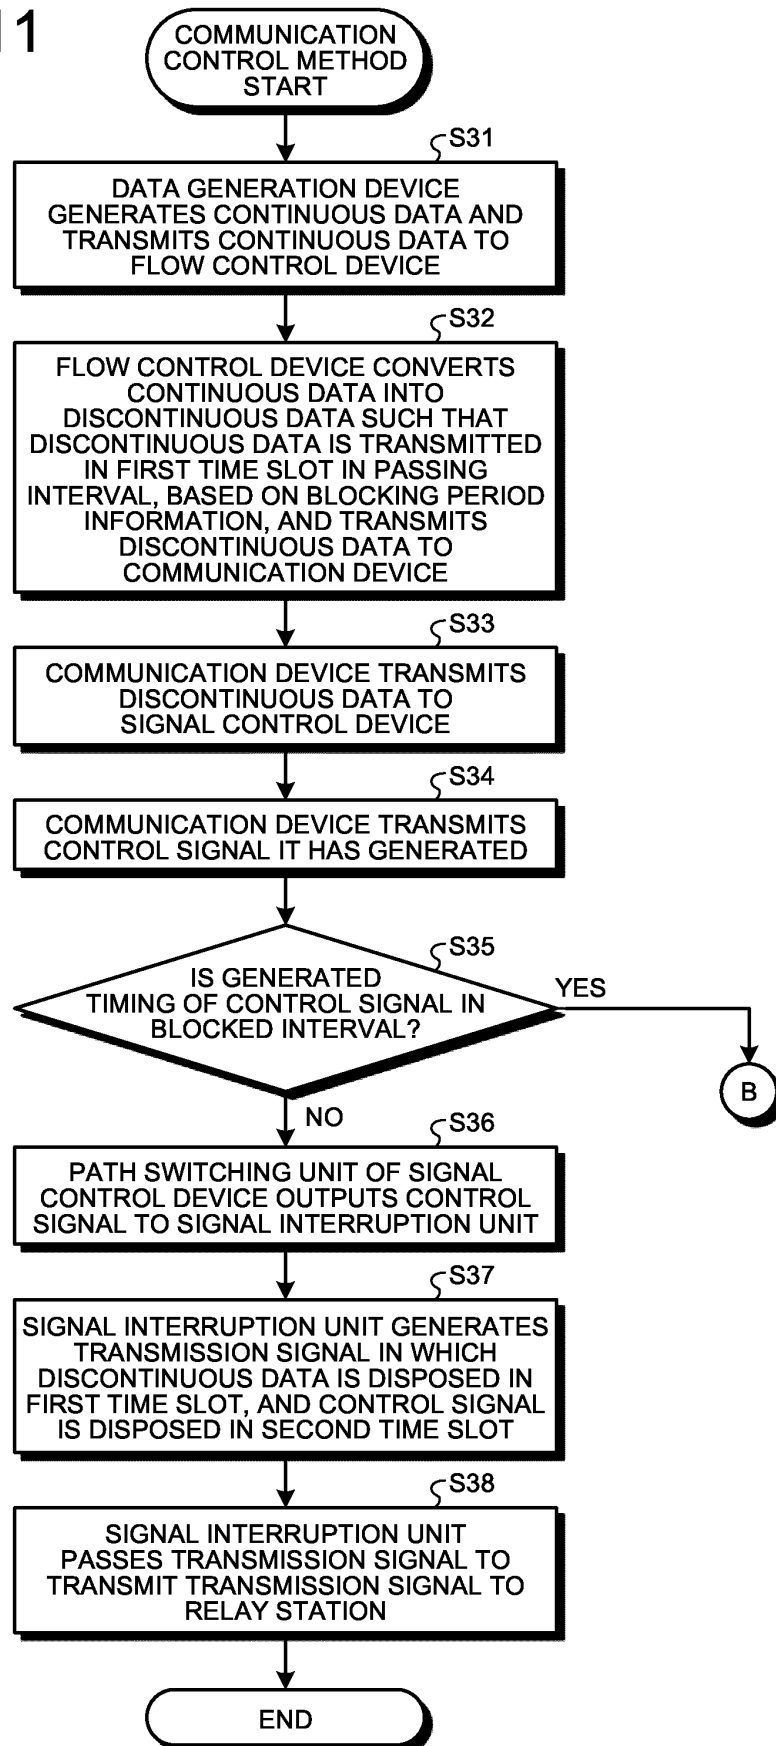 11
COMMUNICATION
CONTROL METHOD
START
S31
DATA GENERATION DEVICE
GENERATES CONTINUOUS DATA AND
TRANSMITS CONTINUOUS DATA TO
FLOW CONTROL DEVICE
S32
FLOW CONTROL DEVICE CONVERTS
CONTINUOUS DATA INTO
DISCONTINUOUS DATA SUCH THAT
DISCONTINUOUS DATA IS TRANSMITTED
IN FIRST TIME SLOT IN PASSING
INTERVAL, BASED ON BLOCKING PERIOD
INFORMATION, AND TRANSMITS
DISCONTINUOUS DATA TO
COMMUNICATION DEVICE
S33
COMMUNICATION DEVICE TRANSMITS
DISCONTINUOUS DATA TO
SIGNAL CONTROL DEVICE
S34
COMMUNICATION DEVICE TRANSMITS
CONTROL SIGNAL IT HAS GENERATED
S35
IS GENERATED
TIMING OF CONTROL SIGNAL IN
BLOCKED INTERVAL?
YES
B
NO
S36
PATH SWITCHING UNIT OF SIGNAL
CONTROL DEVICE OUTPUTS CONTROL
SIGNAL TO SIGNAL INTERRUPTION UNIT
S37
SIGNAL INTERRUPTION UNIT GENERATES
TRANSMISSION SIGNAL IN WHICH
DISCONTINUOUS DATA IS DISPOSED IN
FIRST TIME SLOT, AND CONTROL SIGNAL
IS DISPOSED IN SECOND TIME SLOT
S38
SIGNAL INTERRUPTION UNIT
PASSES TRANSMISSION SIGNAL TO
TRANSMIT TRANSMISSION SIGNAL TO
RELAY STATION
END